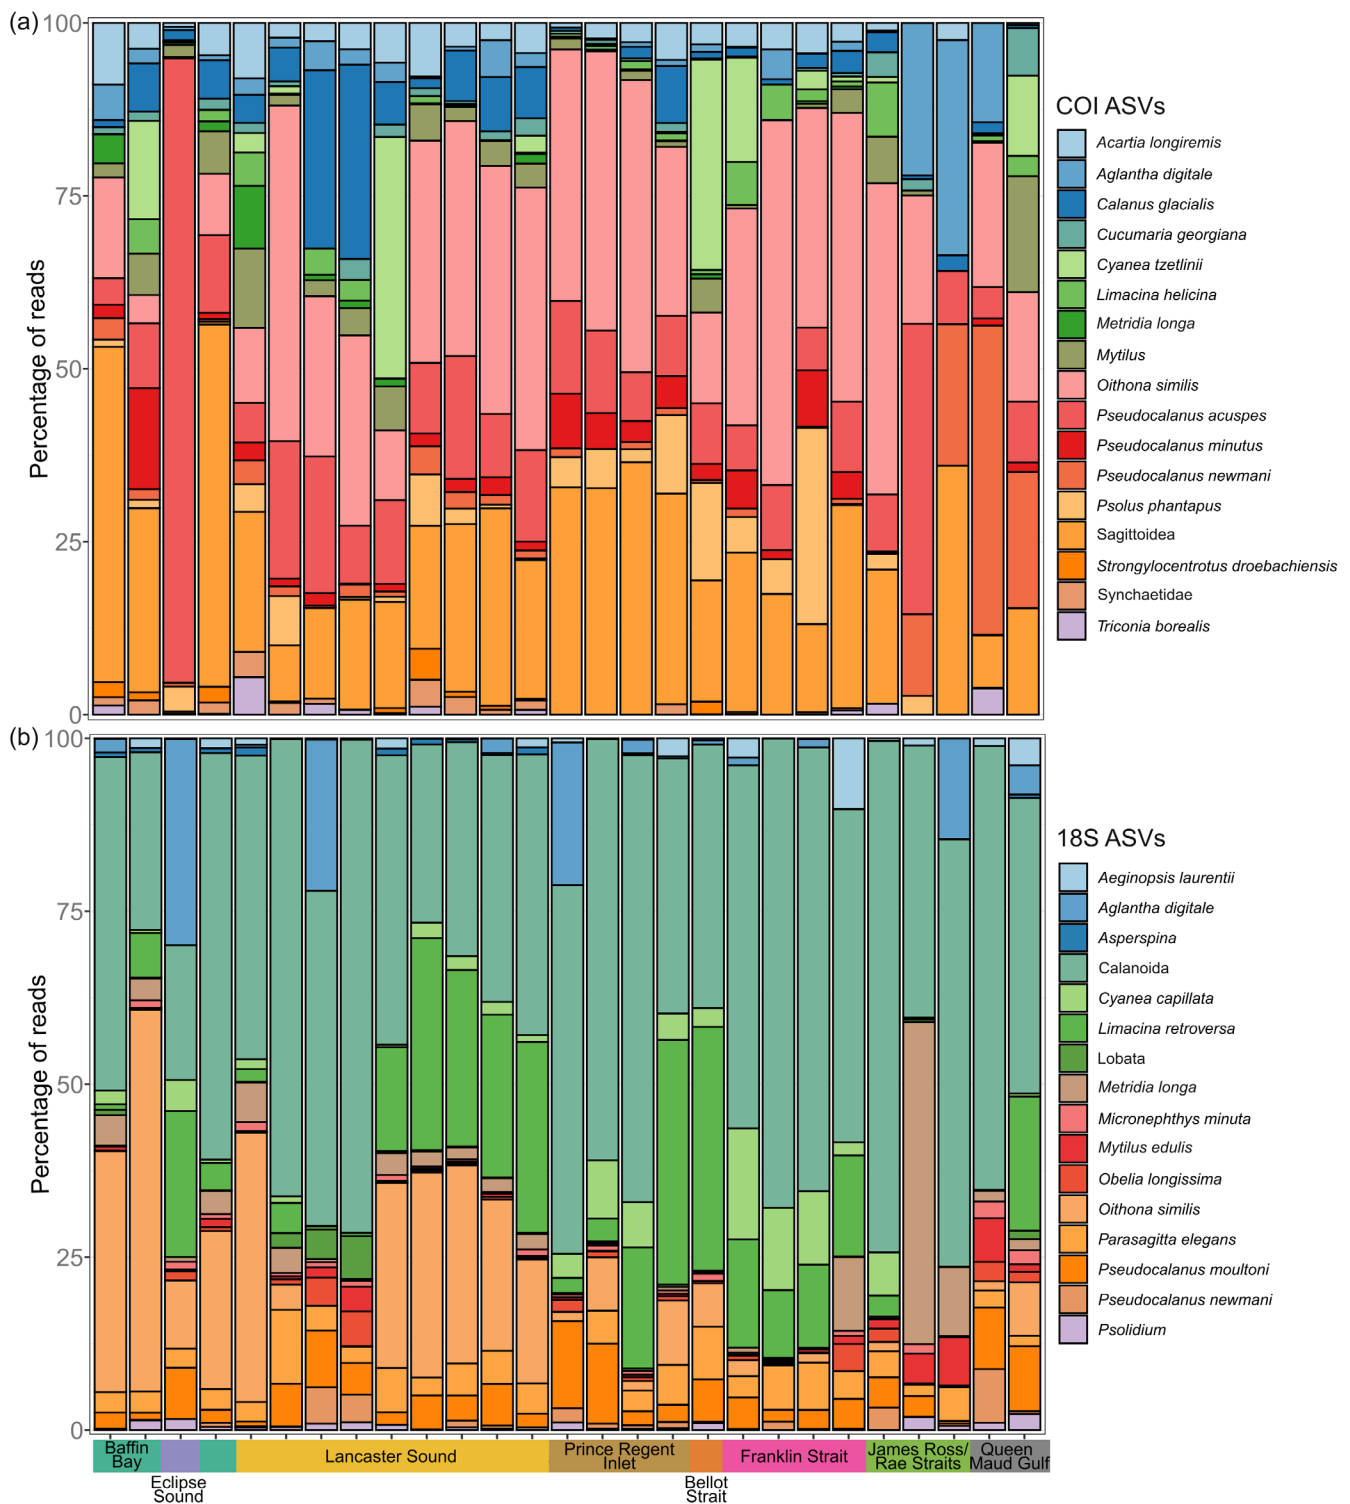 (a)
100
75
50
25
0
Percentage of reads
COI ASVs
Acartia longiremis
Aglantha digitale
Calanus glacialis
Cucumaria georgiana
Cyanea tzetlinii
Limacina helicina
Metridia longa
Mytilus
Oithona similis
Pseudocalanus acuspes
Pseudocalanus minutus
Pseudocalanus newmani
Psolus phantapus
Sagittoidea
Strongylocentrotus droebachiensis
Synchaetidae
Triconia borealis
(b)
100
75
50
25
0
Percentage of reads
18S ASVs
Aeginopsis laurentii
Aglantha digitale
Asperspina
Calanoida
Cyanea capillata
Limacina retroversa
Lobata
Metridia longa
Micronephthys minuta
Mytilus edulis
Obelia longissima
Oithona similis
Parasagitta elegans
Pseudocalanus moultoni
Pseudocalanus newmani
Psolidium
Baffin
Bay
Eclipse
Sound
Lancaster Sound
Prince Regent
Inlet
Bellot
Strait
Franklin Strait
James Ross/
Rae Straits
Queen
Maud Gulf